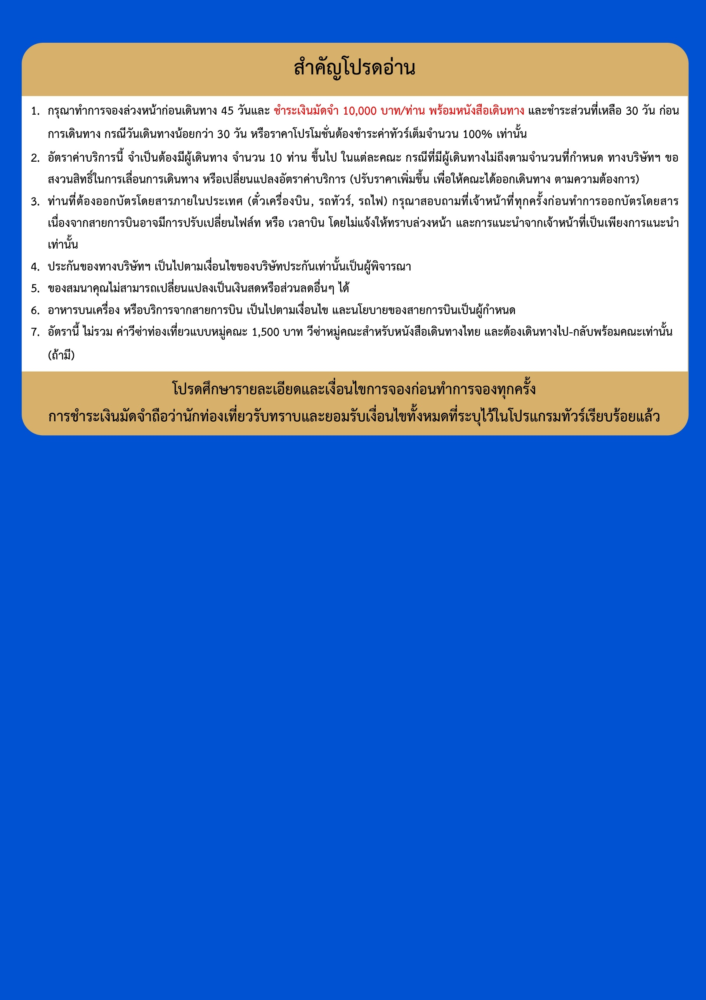 สำคัญโปรดอ่าน
1. กรุณาทำการจองล่วงหน้าก่อนเดินทาง 45 วันและ ชำระเงินมัดจำ 10,000 บาท/ท่าน พร้อมหนังสือเดินทาง และชำระส่วนที่เหลือ 30 วัน ก่อน
การเดินทาง กรณีวันเดินทางน้อยกว่า 30 วัน หรือราคาโปรโมชั่นต้องชำระค่าทัวร์เต็มจำนวน 100% เท่านั้น
2. อัตราค่าบริการนี้ จำเป็นต้องมีผู้เดินทาง จำนวน 10 ท่าน ขึ้นไป ในแต่ละคณะ กรณีที่มีผู้เดินทางไม่ถึงตามจำนวนที่กำหนด ทางบริษัทฯ ขอ
สงวนสิทธิ์ในการเลื่อนการเดินทาง หรือเปลี่ยนแปลงอัตราค่าบริการ (ปรับราคาเพิ่มขึ้น เพื่อให้คณะได้ออกเดินทาง ตามความต้องการ)
3. ท่านที่ต้องออกบัตรโดยสารภายในประเทศ (ตั๋วเครื่องบิน, รถทัวร์, รถไฟ) กรุณาสอบถามที่เจ้าหน้าที่ทุกครั้งก่อนทำการออกบัตรโดยสาร
เนื่องจากสายการบินอาจมีการปรับเปลี่ยนไฟล์ท หรือ เวลาบิน โดยไม่แจ้งให้ทราบล่วงหน้า และการแนะนำจากเจ้าหน้าที่เป็นเพียงการแนะนำ
เท่านั้น
4. ประกันของทางบริษัทฯ เป็นไปตามเงื่อนไขของบริษัทประกันเท่านั้นเป็นผู้พิจารณา
5. ของสมนาคุณไม่สามารถเปลี่ยนแปลงเป็นเงินสดหรือส่วนลดอื่นๆ ได้
6. อาหารบนเครื่อง หรือบริการจากสายการบิน เป็นไปตามเงื่อนไข และนโยบายของสายการบินเป็นผู้กำหนด
7. อัตรานี้ ไม่รวม ค่าวีซ่าท่องเที่ยวแบบหมู่คณะ 1,500 บาท วีซ่าหมู่คณะสำหรับหนังสือเดินทางไทย และต้องเดินทางไป-กลับพร้อมคณะเท่านั้น
(ถ้ามี)
โปรดศึกษารายละเอียดและเงื่อนไขการจองก่อนทำการจองทุกครั้ง
การชำระเงินมัดจำถือว่านักท่องเที่ยวรับทราบและยอมรับเงื่อนไขทั้งหมดที่ระบุไว้ในโปรแกรมทัวร์เรียบร้อยแล้ว